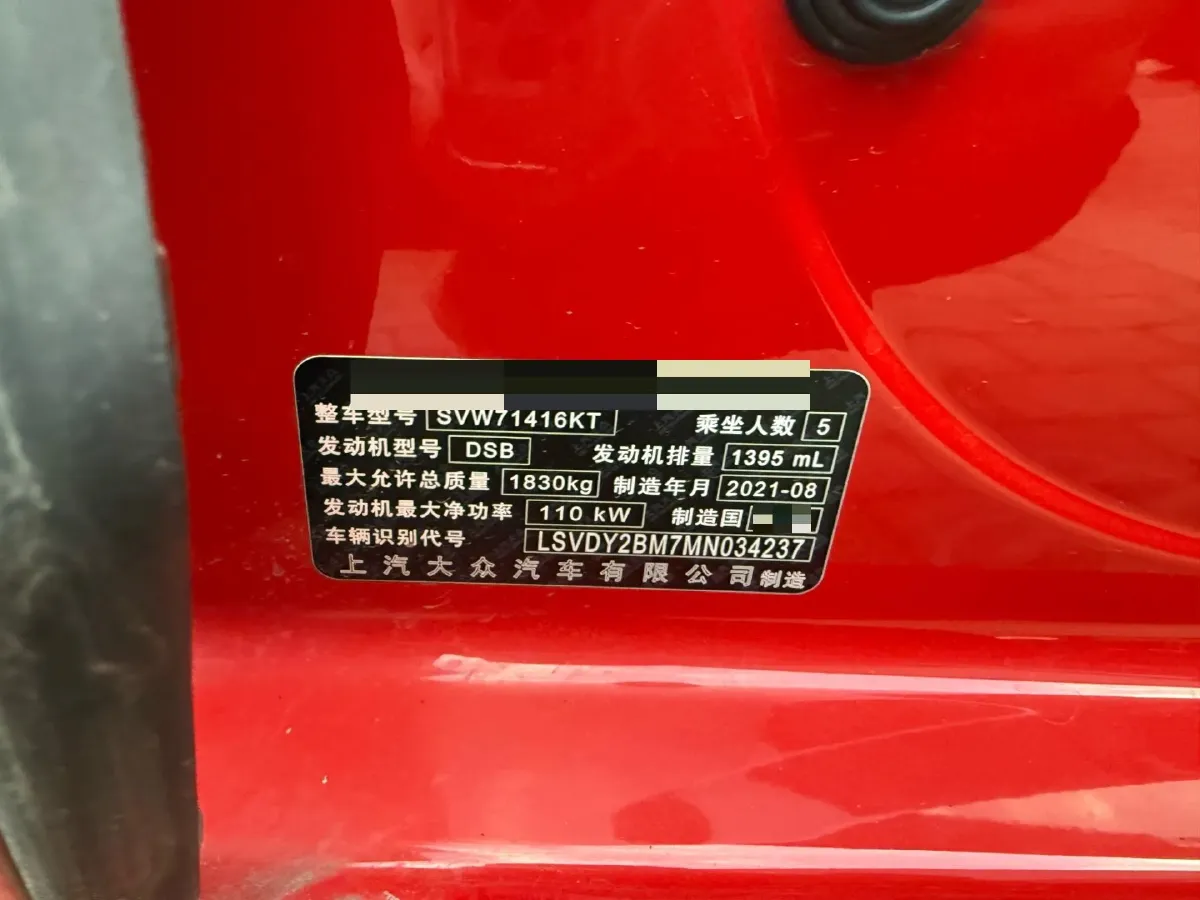 整车型号 SVW71416KT 乘坐人数 5
发动机型号 DSB 发动机排量 1395 mL
最大允许总质量 1830kg 制造年月 2021-08
发动机最大净功率 110 kW 制造国
车辆识别代号 LSVDY2BM7MN034237
上汽大众汽车有限公司制造